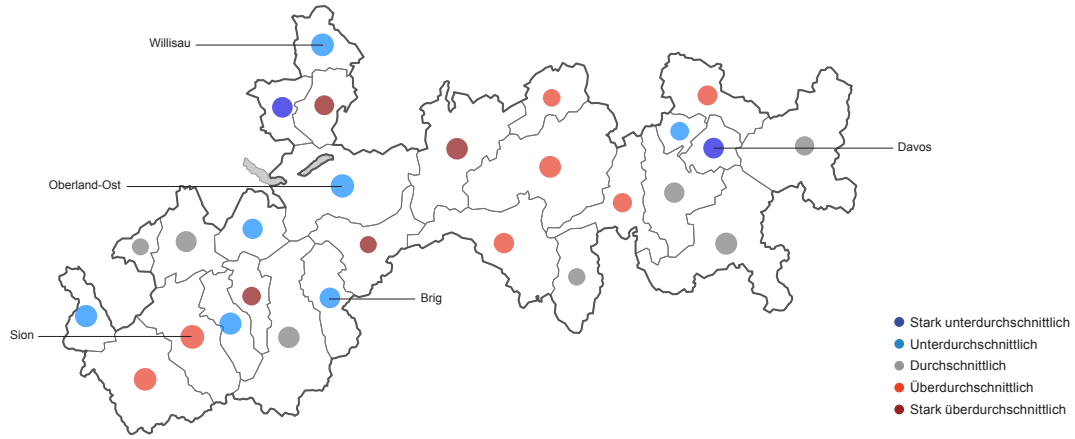 Willisau
Davos
Oberland-Ost
Brig
Sion
Stark unterdurchschnittlich
Unterdurchschnittlich
Durchschnittlich
Überdurchschnittlich
Stark überdurchschnittlich